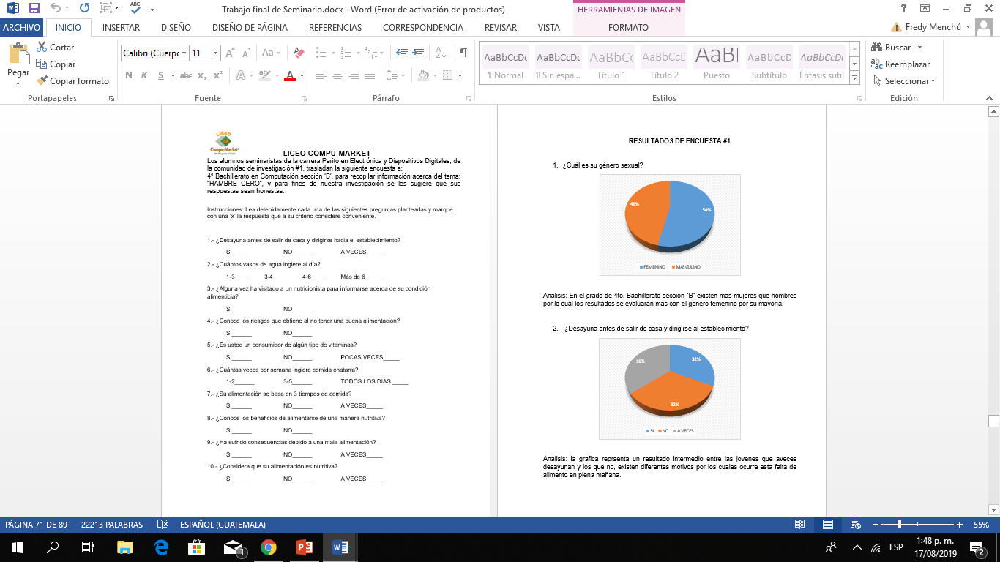 Trabajo final de Seminario.docx - Word (Error de activación de productos)
HERRAMIENTAS DE IMAGEN
ARCHIVO INICIO INSERTAR DISEÑO DISEÑO DE PÁGINA REFERENCIAS CORRESPONDENCIA REVISAR VISTA FORMATO Fredy Menchú
Pegar
Cortar
Copiar
Copiar formato
Portapapeles
Calibri (Cuerpo 11
Fuente
Párrafo
AaBbCcDc AaBbCcDc AaBbCc AaBbCcD AaBl AaBbCcD AaBbCcDc
¶ Normal ¶ Sin espa... Título 1 Título 2 Puesto Subtítulo Énfasis sutil
Estilos
Buscar
Reemplazar
Seleccionar
Edición
LICEO
Compu-Market
LICEO COMPU-MARKET
Los alumnos seminaristas de la carrera Perito en Electrónica y Dispositivos Digitales, de
la comunidad de investigación #1, trasladan la siguiente encuesta a:
4° Bachillerato en Computación sección 'B', para recopilar información acerca del tema:
“HAMBRE CERO”, y para fines de nuestra investigación se les sugiere que sus
respuestas sean honestas.
Instrucciones: Lea detenidamente cada una de las siguientes preguntas planteadas y marque
con una 'x' la respuesta que a su criterio considere conveniente.
1.- ¿Desayuna antes de salir de casa y dirigirse hacia el establecimiento?
SI______ NO______ A VECES_____
2.- ¿Cuántos vasos de agua ingiere al día?
1-3_____ 3-4______ 4-6_____ Más de 6_____
3.- ¿Alguna vez ha visitado a un nutricionista para informarse acerca de su condición
alimenticia?
SI______ NO______
4.- ¿Conoce los riesgos que obtiene al no tener una buena alimentación?
SI______ NO______
5.- ¿Es usted un consumidor de algún tipo de vitaminas?
SI______ NO______ POCAS VECES_____
6.- ¿Cuántas veces por semana ingiere comida chatarra?
1-2______ 3-5______ TODOS LOS DIAS _____
7.- ¿Su alimentación se basa en 3 tiempos de comida?
SI______ NO______ A VECES_____
8.- ¿Conoce los beneficios de alimentarse de una manera nutritiva?
SI______ NO______
9.- ¿Ha sufrido consecuencias debido a una mala alimentación?
SI______ NO______ A VECES_____
10.- ¿Considera que su alimentación es nutritiva?
SI______ NO______ A VECES_____
RESULTADOS DE ENCUESTA #1
1. ¿Cuál es su género sexual?
46%
54%
FEMENINO MASCULINO
Análisis: En el grado de 4to. Bachillerato sección “B” existen más mujeres que hombres
por lo cual los resultados se evaluaran más con el género femenino por su mayoría.
2. ¿Desayuna antes de salir de casa y dirigirse al establecimiento?
36%
32%
32%
SI NO A VECES
Análisis: la grafica reprsenta un resultado intermedio entre las jovenes que aveces
desayunan y los que no, existen diferentes motivos por los cuales ocurre esta falta de
alimento en plena mañana.
PÁGINA 71 DE 89 22213 PALABRAS ESPAÑOL (GUATEMALA) 55%
ESP
1:48 p. m.
17/08/2019